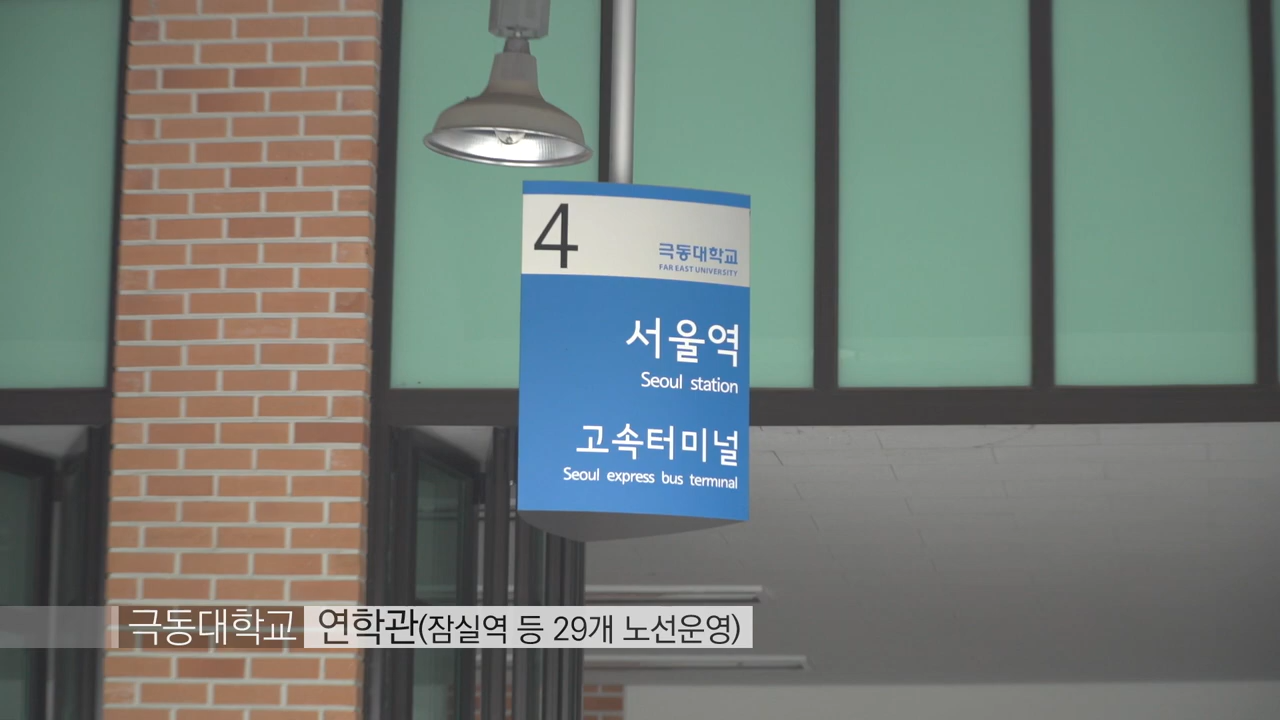 4
극동대학교
FAR EAST UNIVERSITY
서울역
Seoul station
고속터미널
Seoul express bus terminal
극동대학교 연학관(잠실역 등 29개 노선운영)